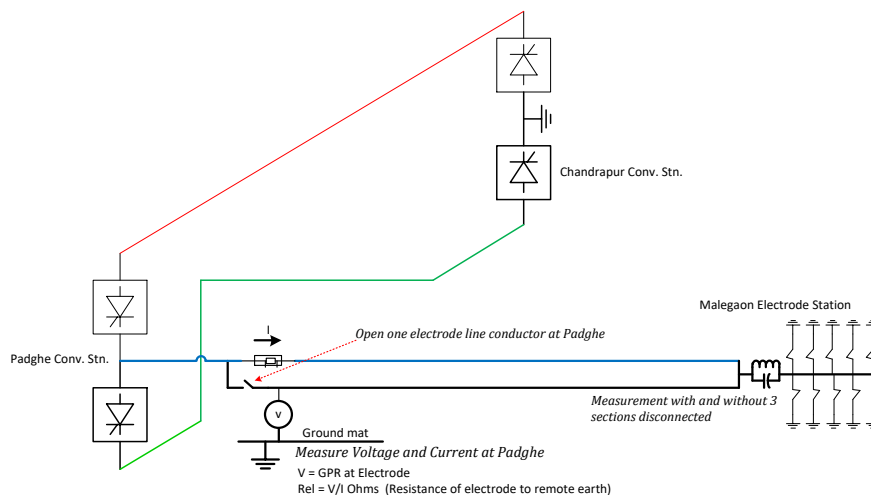 Chandrapur Conv. Stn.
Malegaon Electrode Station
I
Open one electrode line conductor at Padghe
Padghe Conv. Stn.
Measurement with and without 3
sections disconnected
V
Ground mat
Measure Voltage and Current at Padghe
V = GPR at Electrode
Rel = V/I Ohms  (Resistance of electrode to remote earth)